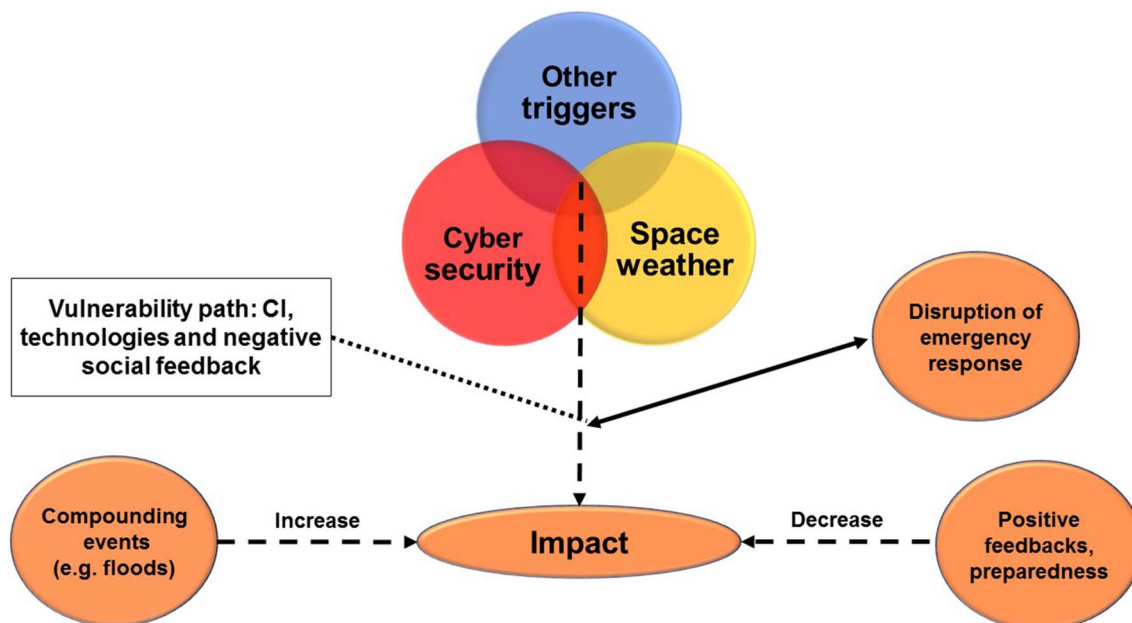 Other
triggers
Cyber
security
Space
weather
Vulnerability path: CI,
technologies and negative
social feedback
Disruption of
emergency
response
Compounding
events
(e.g. floods)
Increase
Impact
Decrease
Positive
feedbacks,
preparedness